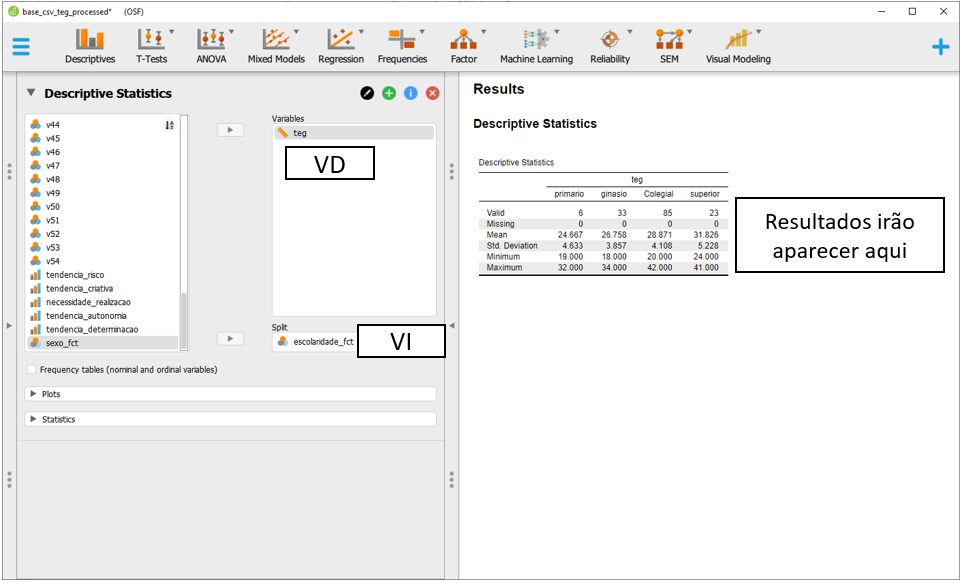 base_csv_teg_processed* (OSF)
Descriptives
T-Tests
ANOVA
Mixed Models
Regression
Frequencies
Factor
Machine Learning
Reliability
SEM
Visual Modeling
Descriptive Statistics
v44
v45
v46
v47
v48
v49
v50
v51
v52
v53
v54
tendencia_risco
tendencia_criativa
necessidade_realizacao
tendencia_autonomia
tendencia_determinacao
sexo_fct
Variables
teg
VD
Split
escolaridade_fct
VI
Frequency tables (nominal and ordinal variables)
Plots
Statistics
Results
Descriptive Statistics
Descriptive Statistics
teg
primario ginasio Colegial superior
Valid 6 33 85 23
Missing 0 0 0 0
Mean 24.667 26.758 28.871 31.826
Std. Deviation 4.633 3.857 4.108 5.228
Minimum 19.000 18.000 20.000 24.000
Maximum 32.000 34.000 42.000 41.000
Resultados irão
aparecer aqui